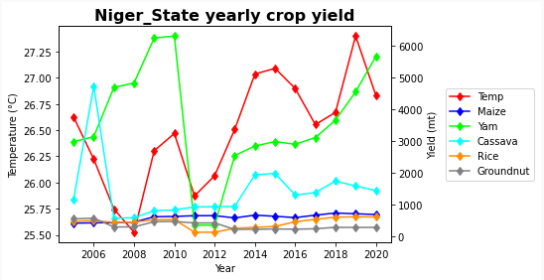 Niger_State yearly crop yield
Temperature (°C)
27.25
27.00
26.75
26.50
26.25
26.00
25.75
25.50
6000
5000
4000
3000
2000
1000
0
Yield (mt)
Temp
Maize
Yam
Cassava
Rice
Groundnut
2006 2008 2010 2012 2014 2016 2018 2020
Year